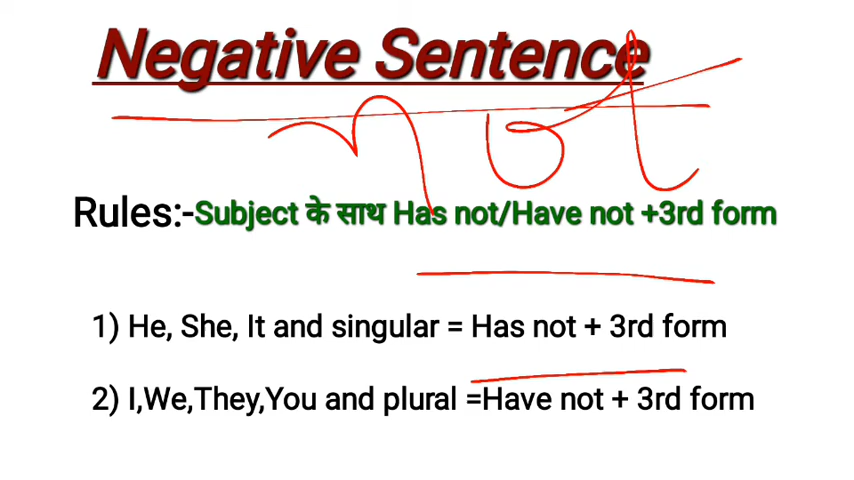 Negative Sentence
not
Rules:-Subject के साथ Has not/Have not +3rd form
1) He, She, It and singular = Has not + 3rd form
2) I,We,They,You and plural =Have not + 3rd form